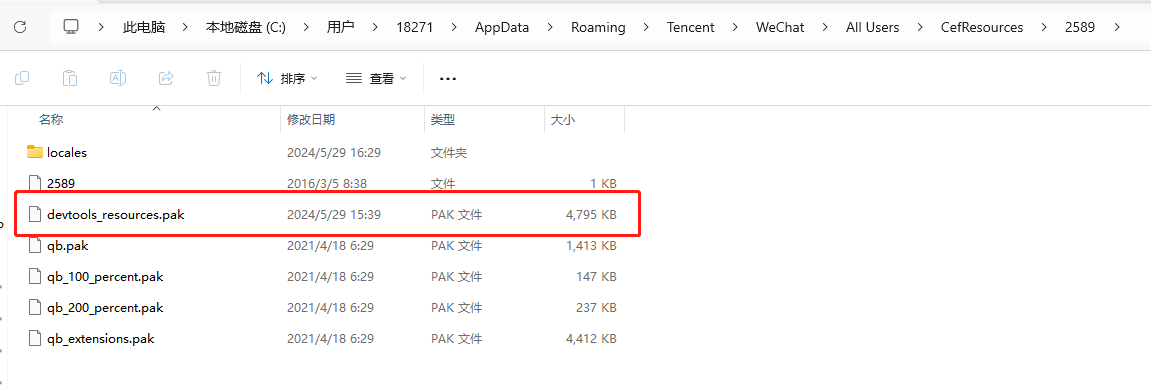 此电脑 本地磁盘 (C:) 用户 18271 AppData Roaming Tencent WeChat All Users CefResources 2589
排序 查看 ...
名称 修改日期 类型 大小
locales 2024/5/29 16:29 文件夹
2589 2016/3/5 8:38 文件 1 KB
devtools_resources.pak 2024/5/29 15:39 PAK 文件 4,795 KB
qb.pak 2021/4/18 6:29 PAK 文件 1,413 KB
qb_100_percent.pak 2021/4/18 6:29 PAK 文件 147 KB
qb_200_percent.pak 2021/4/18 6:29 PAK 文件 237 KB
qb_extensions.pak 2021/4/18 6:29 PAK 文件 4,412 KB